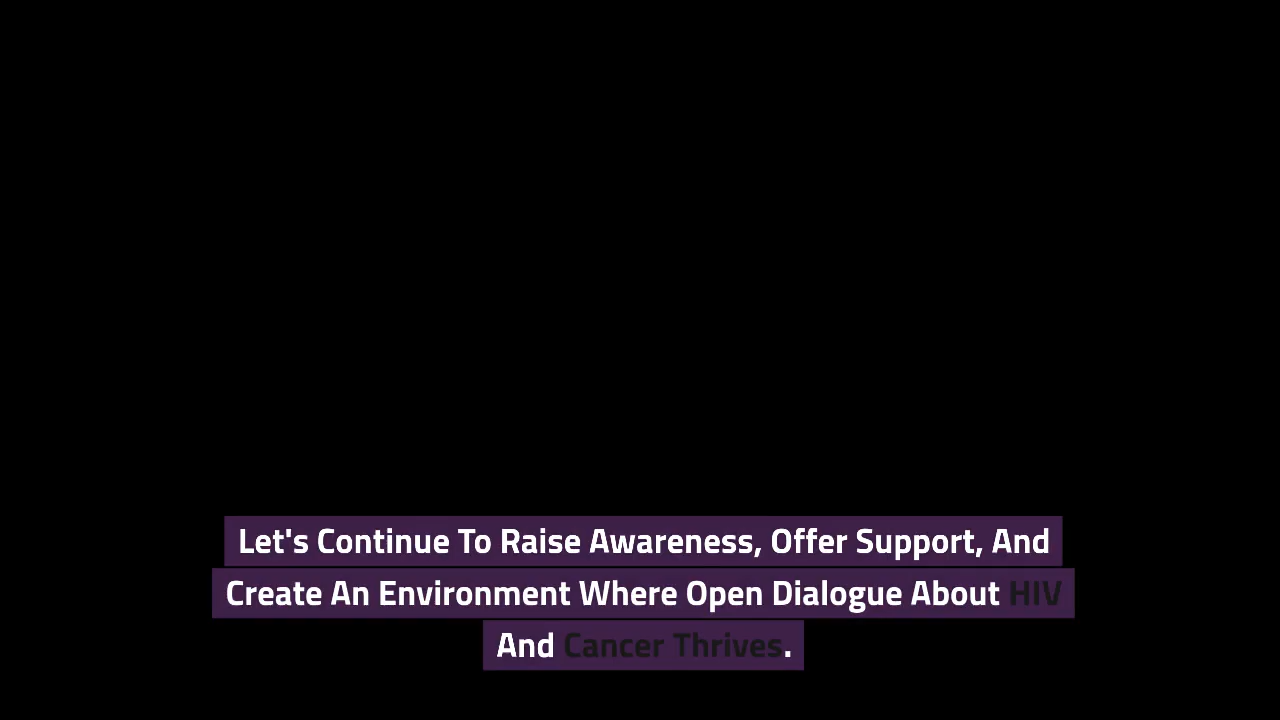 Let's Continue To Raise Awareness, Offer Support, And
Create An Environment Where Open Dialogue About HIV
And Cancer Thrives.